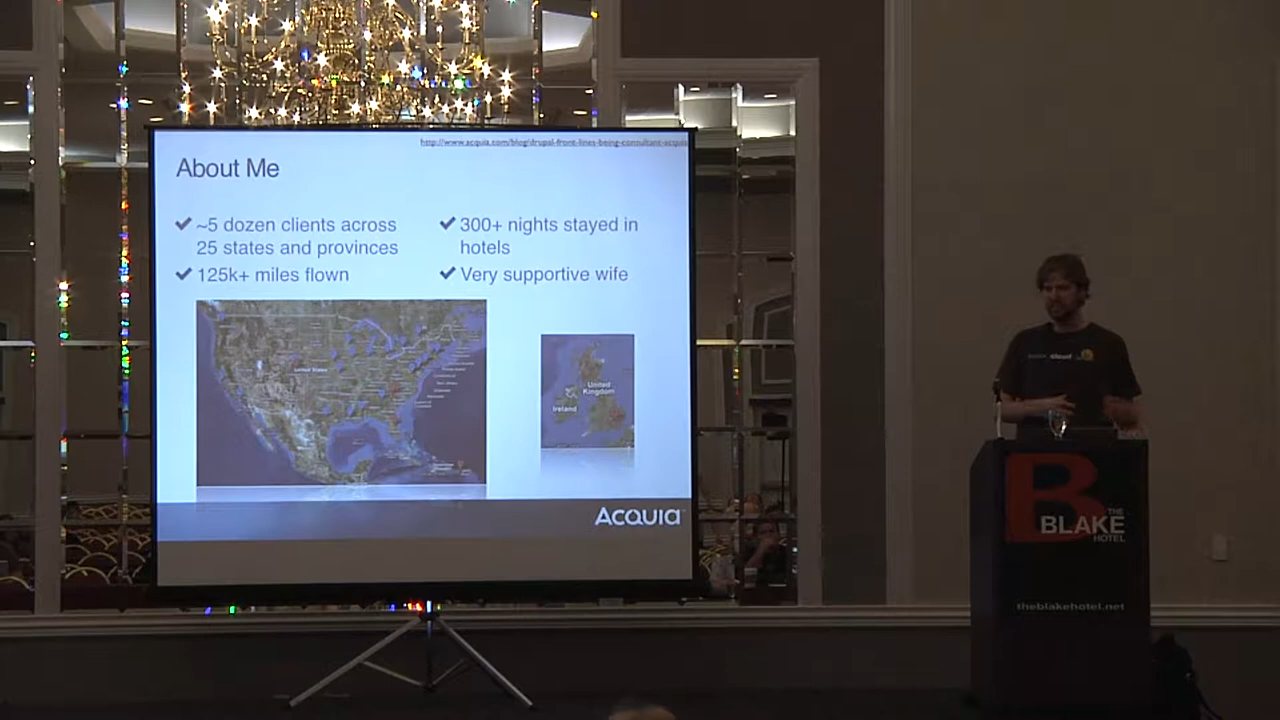 http://www.acquia.com/blog/drupal-front-lines-being-consultant-acquia
About Me
~5 dozen clients across
25 states and provinces
125k+ miles flown
300+ nights stayed in
hotels
Very supportive wife
United States
United
Kingdom
Ireland
ACQUIA
B
THE
BLAKE
HOTEL
theblakehotel.net